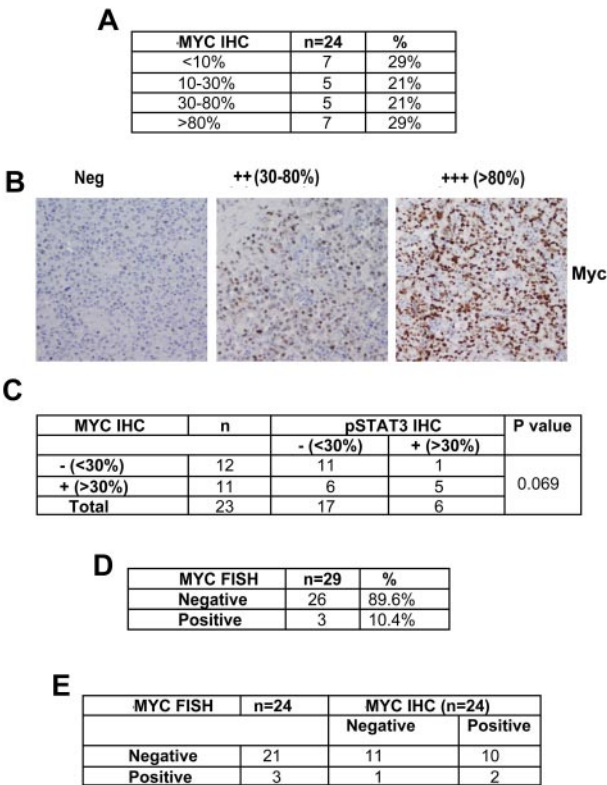 A
MYC IHC n=24 %
<10% 7 29%
10-30% 5 21%
30-80% 5 21%
>80% 7 29%
B
Neg ++ (30-80%) +++ (>80%)
Myc
C
MYC IHC n pSTAT3 IHC P value
- (<30%) + (>30%)
- (<30%) 12 11 1
0.069
+ (>30%) 11 6 5
Total 23 17 6
D
MYC FISH n=29 %
Negative 26 89.6%
Positive 3 10.4%
E
MYC FISH n=24 MYC IHC (n=24)
Negative Positive
Negative 21 11 10
Positive 3 1 2